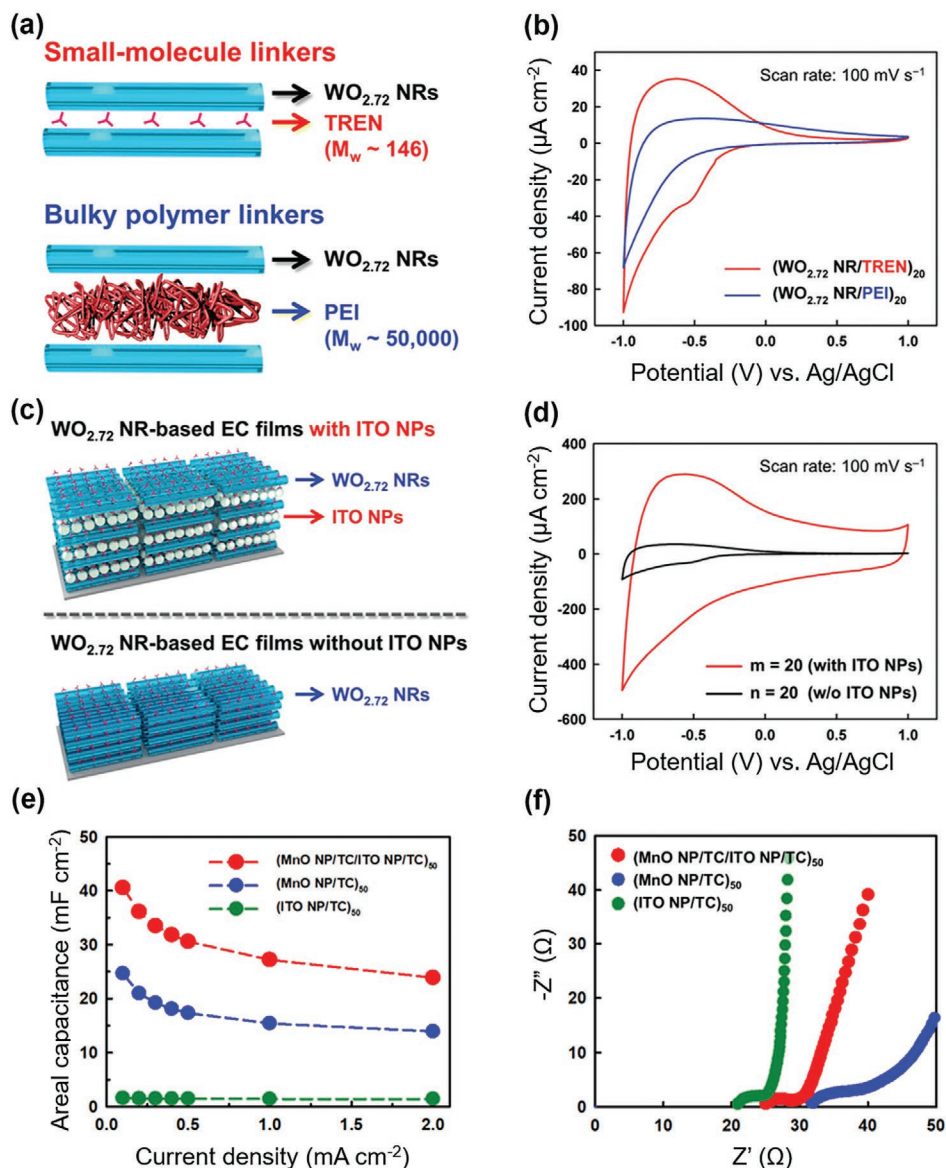 (a)
Small-molecule linkers
WO2.72 NRs
TREN
(Mw ~ 146)
Bulky polymer linkers
WO2.72 NRs
PEI
(Mw ~ 50,000)
(b)
Scan rate: 100 mV s⁻¹
Current density (µA cm⁻²)
40
20
0
-20
-40
-60
-80
-100
(WO2.72 NR/TREN)20
(WO2.72 NR/PEI)20
-1.0 -0.5 0.0 0.5 1.0
Potential (V) vs. Ag/AgCl
(c)
WO2.72 NR-based EC films with ITO NPs
WO2.72 NRs
ITO NPs
WO2.72 NR-based EC films without ITO NPs
WO2.72 NRs
(d)
Scan rate: 100 mV s⁻¹
Current density (µA cm⁻²)
400
200
0
-200
-400
-600
m = 20 (with ITO NPs)
n = 20 (w/o ITO NPs)
-1.0 -0.5 0.0 0.5 1.0
Potential (V) vs. Ag/AgCl
(e)
Areal capacitance (mF cm⁻²)
50
40
30
20
10
0
(MnO NP/TC/ITO NP/TC)50
(MnO NP/TC)50
(ITO NP/TC)50
0.0 0.5 1.0 1.5 2.0
Current density (mA cm⁻²)
(f)
-Z″ (Ω)
50
40
30
20
10
0
(MnO NP/TC/ITO NP/TC)50
(MnO NP/TC)50
(ITO NP/TC)50
0 10 20 30 40 50
Z′ (Ω)